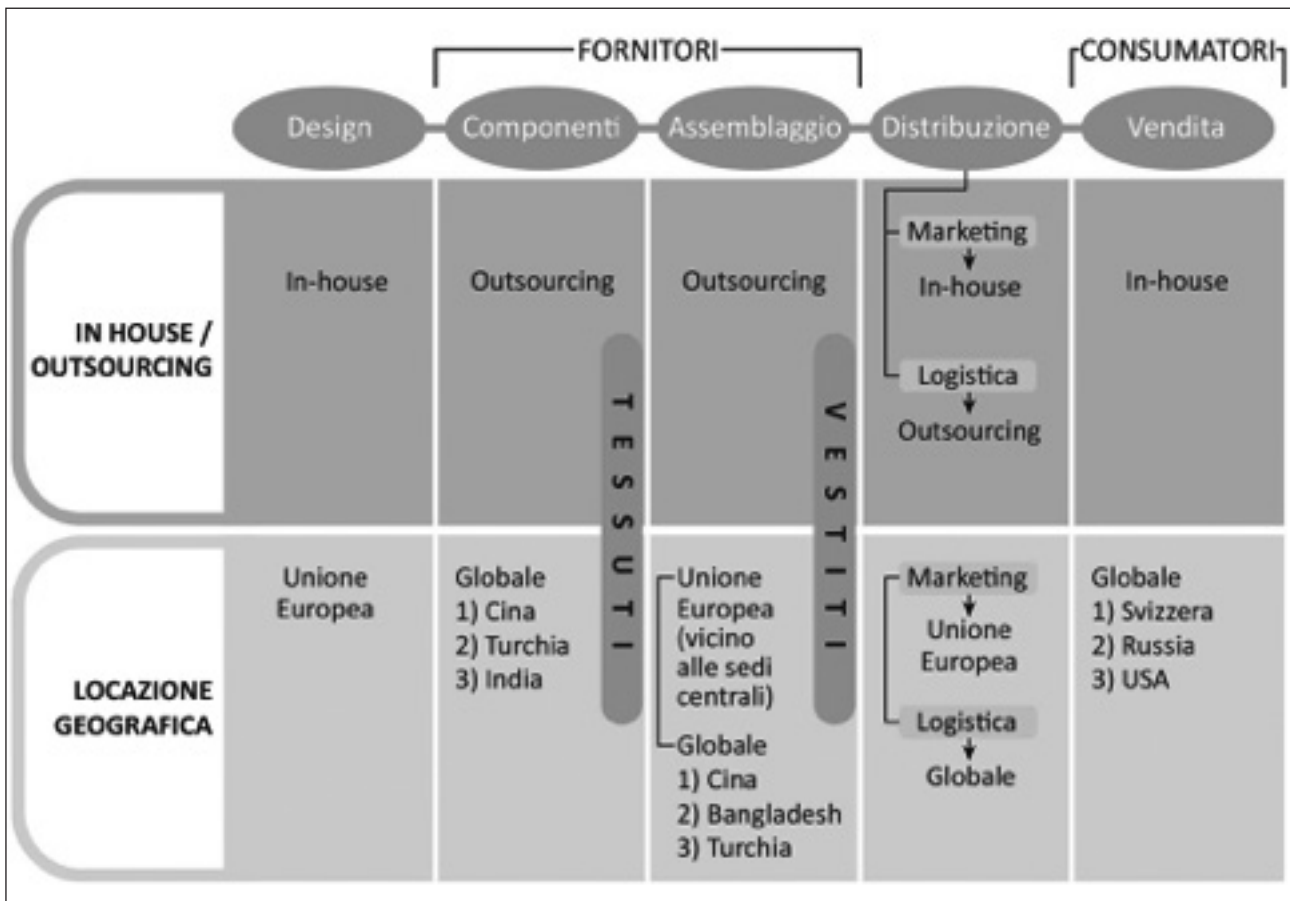 FORNITORI
CONSUMATORI
Design
Componenti
Assemblaggio
Distribuzione
Vendita
IN HOUSE /
OUTSOURCING
In-house
Outsourcing
Outsourcing
Marketing
In-house
Logistica
Outsourcing
In-house
TESSUTI
VESTITI
LOCAZIONE
GEOGRAFICA
Unione
Europea
Globale
1) Cina
2) Turchia
3) India
Unione
Europea
(vicino
alle sedi
centrali)
Globale
1) Cina
2) Bangladesh
3) Turchia
Marketing
Unione
Europea
Logistica
Globale
Globale
1) Svizzera
2) Russia
3) USA